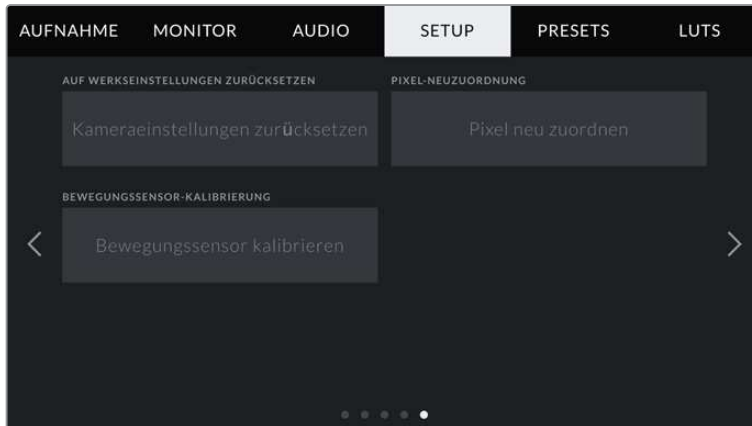 AUFNAHME MONITOR AUDIO SETUP PRESETS LUTS
AUF WERKSEINSTELLUNGEN ZURÜCKSETZEN PIXEL-NEUZUORDNUNG
Kameraeinstellungen zurücksetzen Pixel neu zuordnen
BEWEGUNGSSENSOR-KALIBRIERUNG
Bewegungssensor kalibrieren